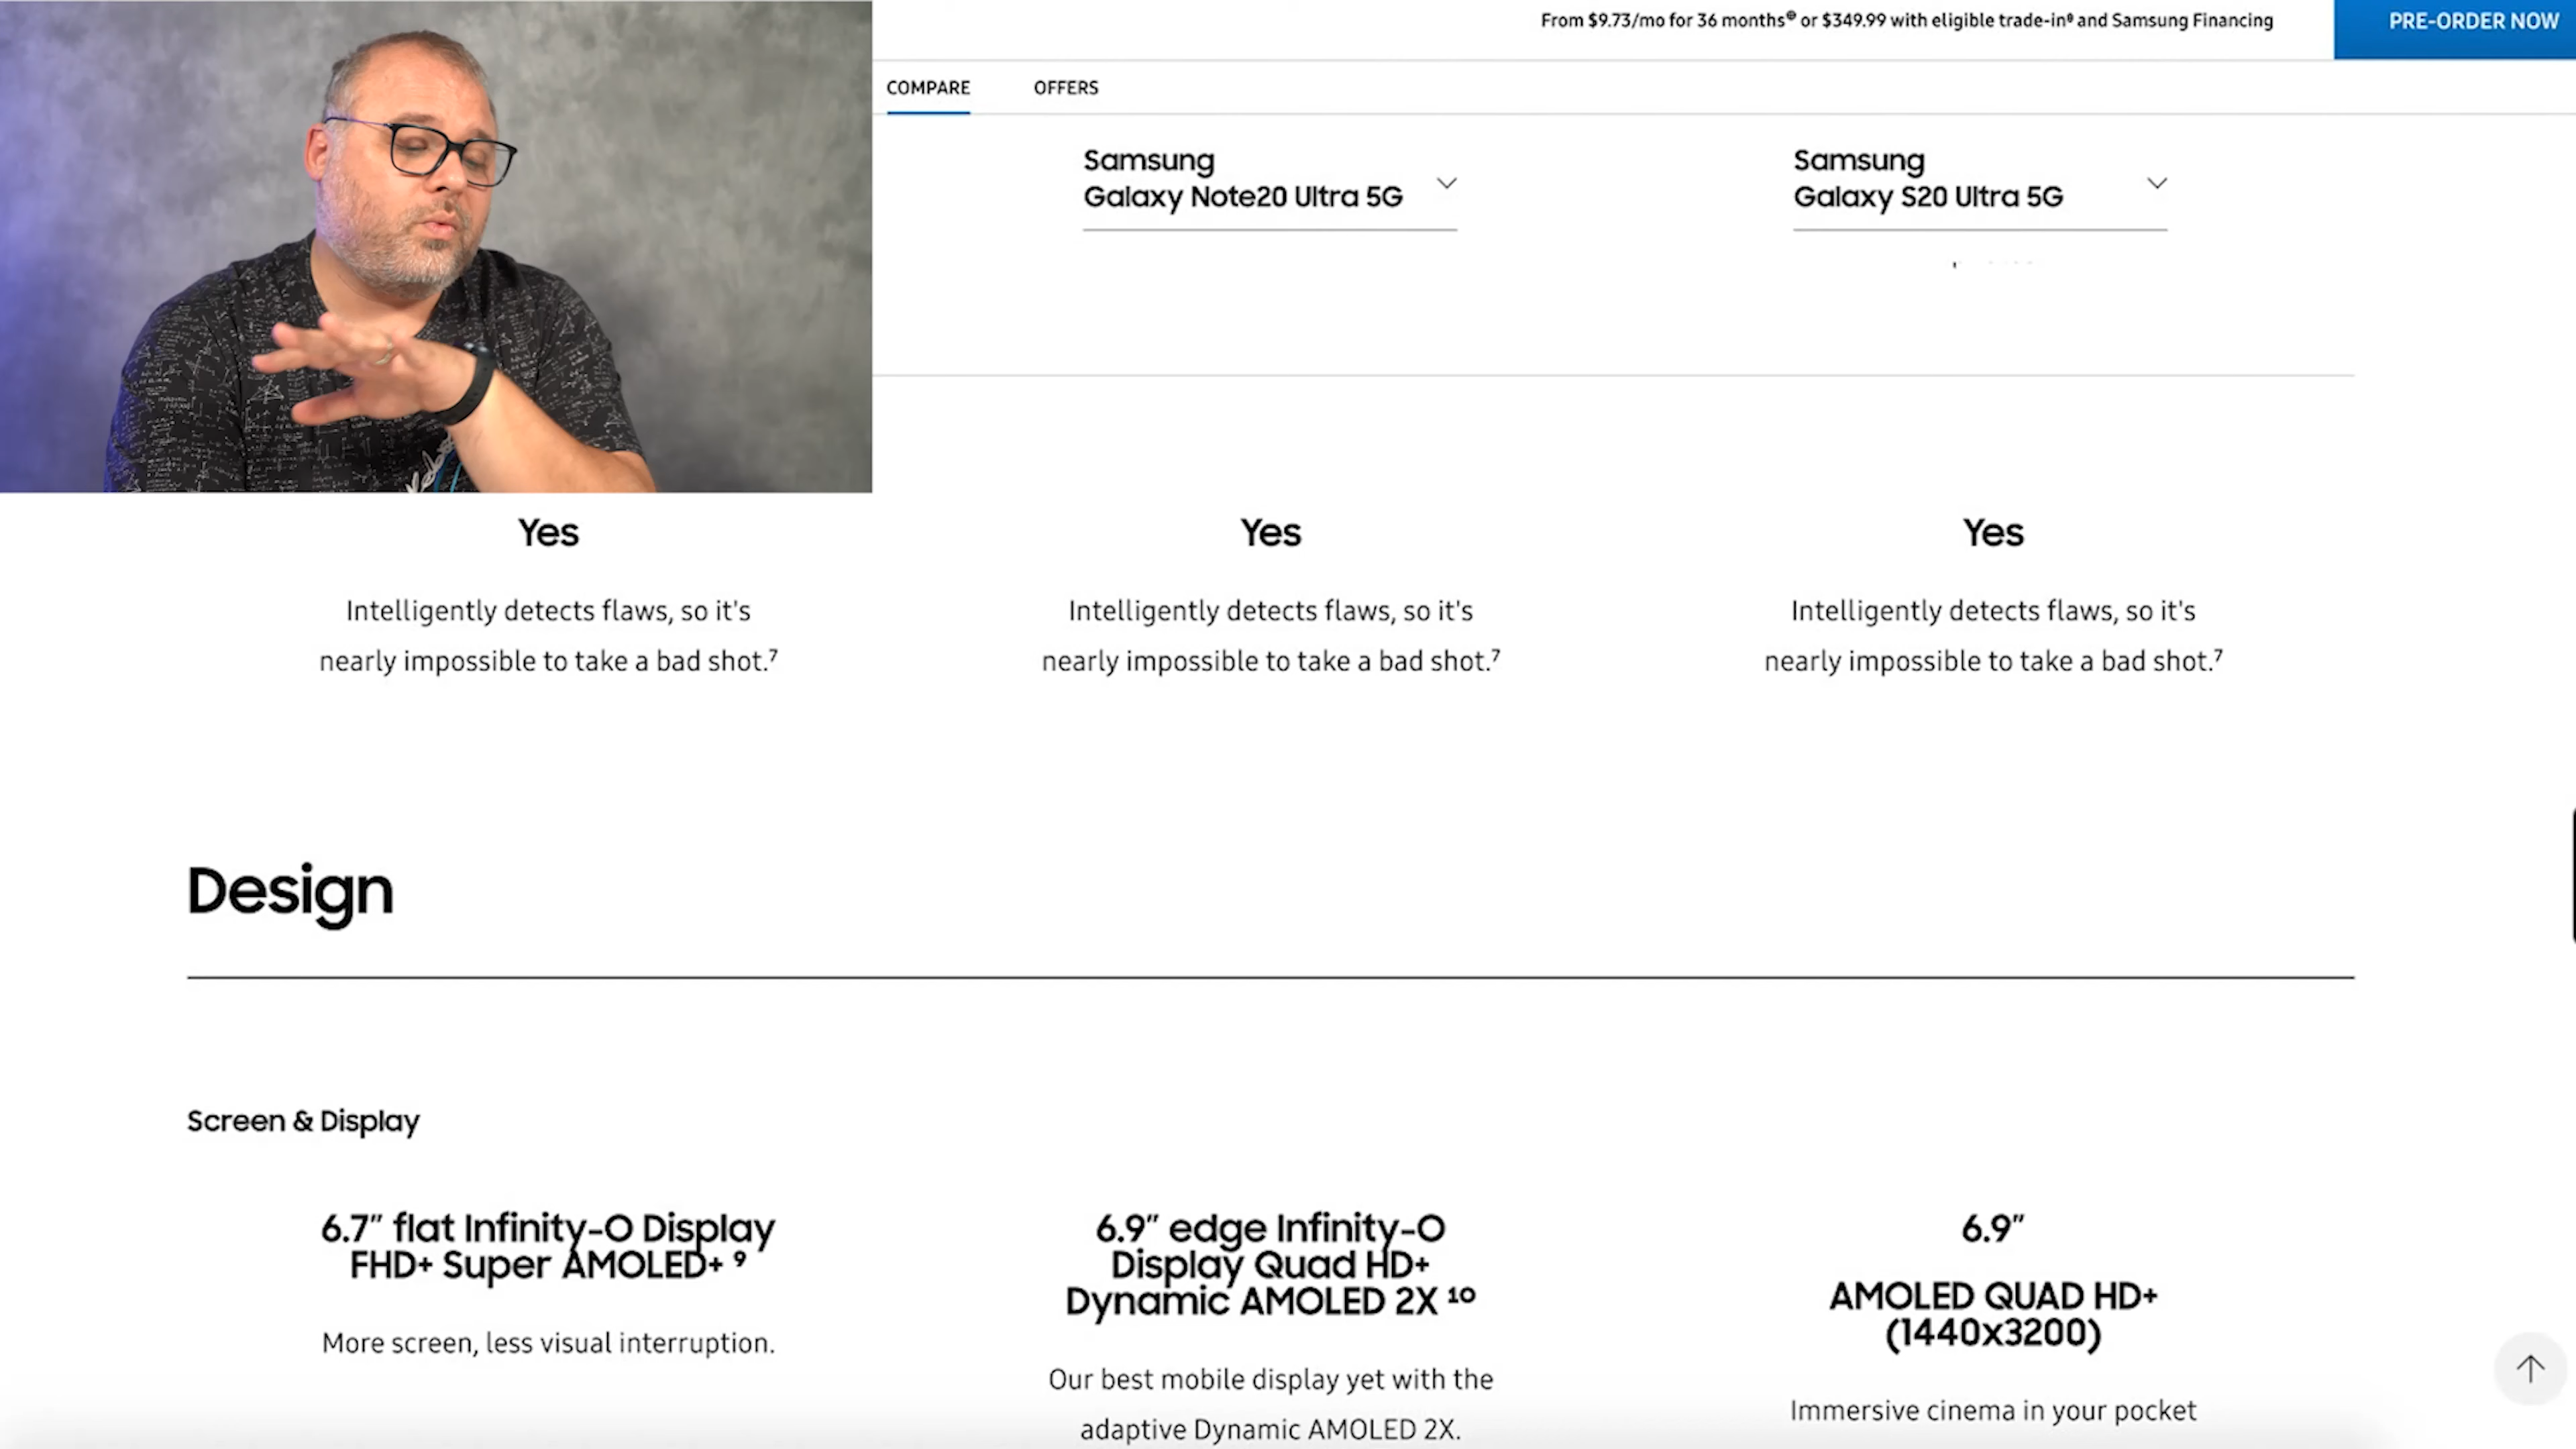 From $9.73/mo for 36 months⊖ or $349.99 with eligible trade-inᶿ and Samsung Financing
PRE-ORDER NOW
COMPARE
OFFERS
Samsung
Galaxy Note20 Ultra 5G
Samsung
Galaxy S20 Ultra 5G
Yes
Intelligently detects flaws, so it's
nearly impossible to take a bad shot.⁷
Yes
Intelligently detects flaws, so it's
nearly impossible to take a bad shot.⁷
Yes
Intelligently detects flaws, so it's
nearly impossible to take a bad shot.⁷
Design
Screen & Display
6.7″ flat Infinity-O Display
FHD+ Super AMOLED+ ⁹
More screen, less visual interruption.
6.9″ edge Infinity-O
Display Quad HD+
Dynamic AMOLED 2X ¹⁰
Our best mobile display yet with the
adaptive Dynamic AMOLED 2X.
6.9″
AMOLED QUAD HD+
(1440x3200)
Immersive cinema in your pocket